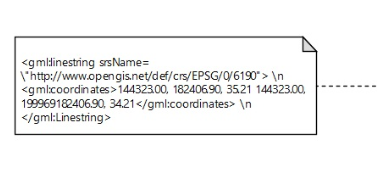 <gml:linestring srsName=
\"http://www.opengis.net/def/crs/EPSG/0/6190"> \n
<gml:coordinates>144323.00, 182406.90, 35.21 144323.00,
199969182406.90, 34.21</gml:coordinates> \n
</gml:Linestring>